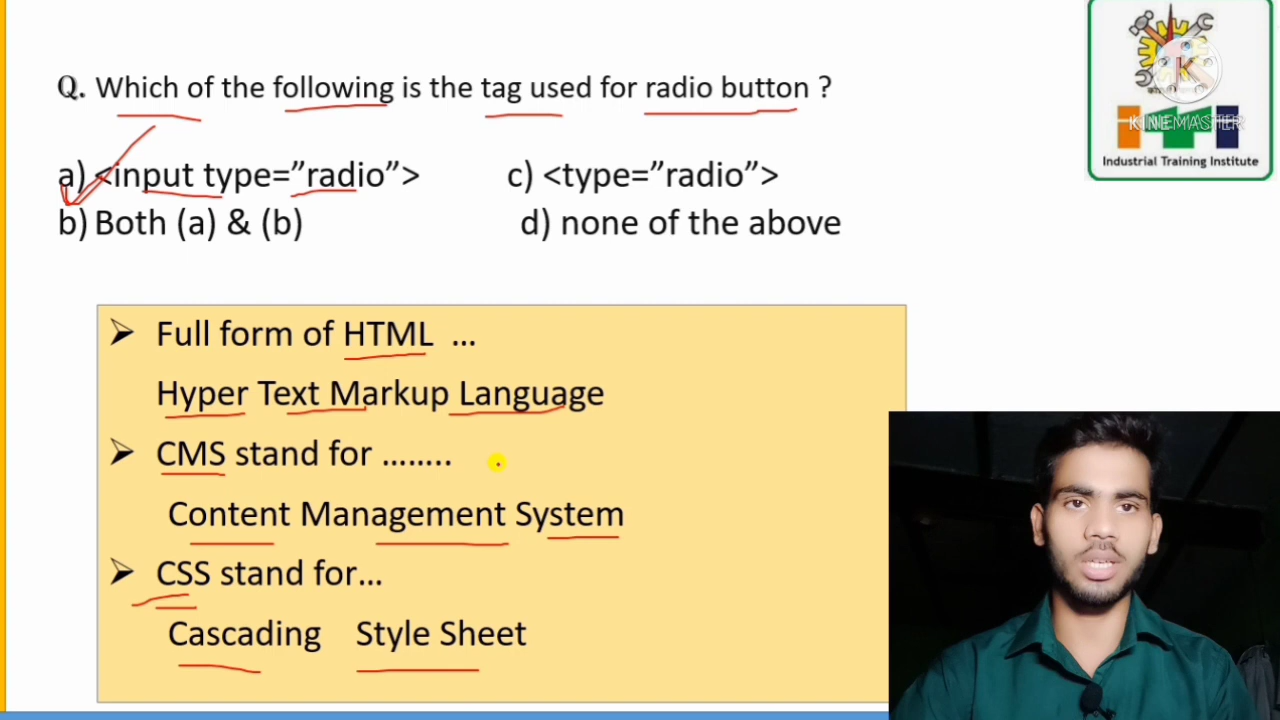 Q. Which of the following is the tag used for radio button ?
a) <input type=”radio”>
c) <type=”radio”>
b) Both (a) & (b)
d) none of the above
➢ Full form of HTML ...
Hyper Text Markup Language
➢ CMS stand for ........
Content Management System
➢ CSS stand for...
Cascading Style Sheet
K
KINEMASTER
Industrial Training Institute